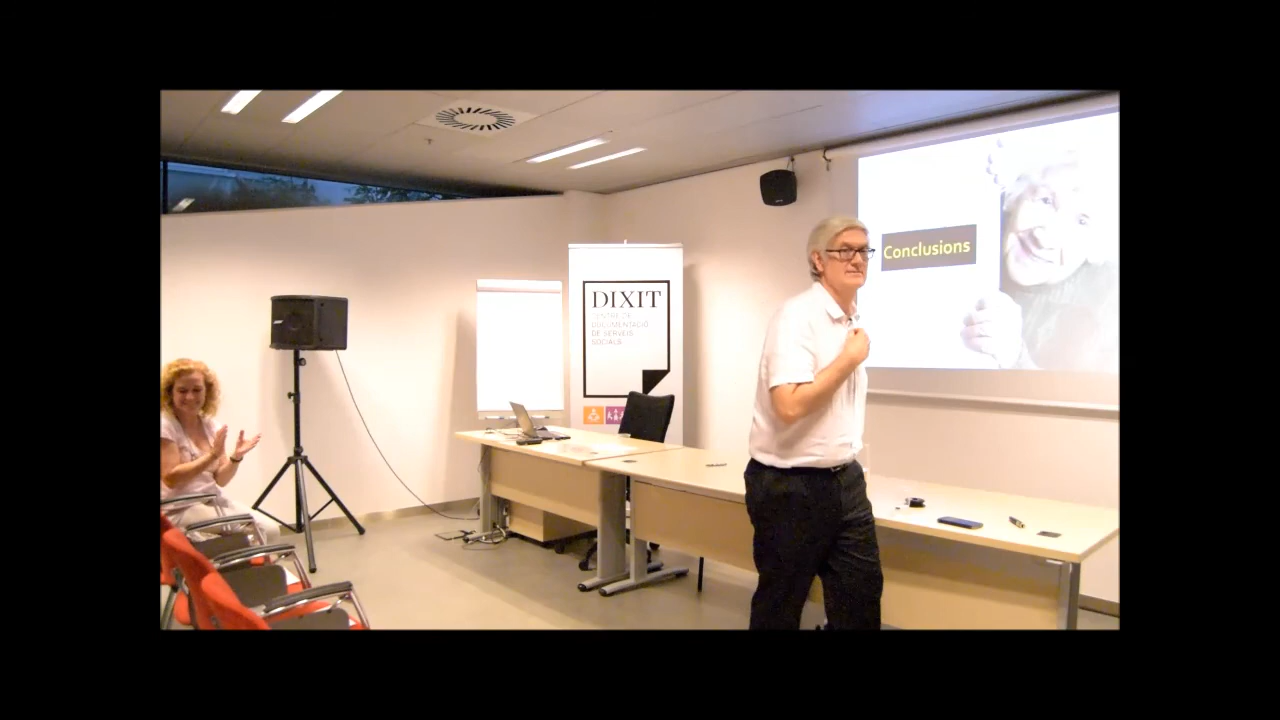 DIXIT
CENTRE DE
DOCUMENTACIÓ
DE SERVEIS
SOCIALS
Conclusions